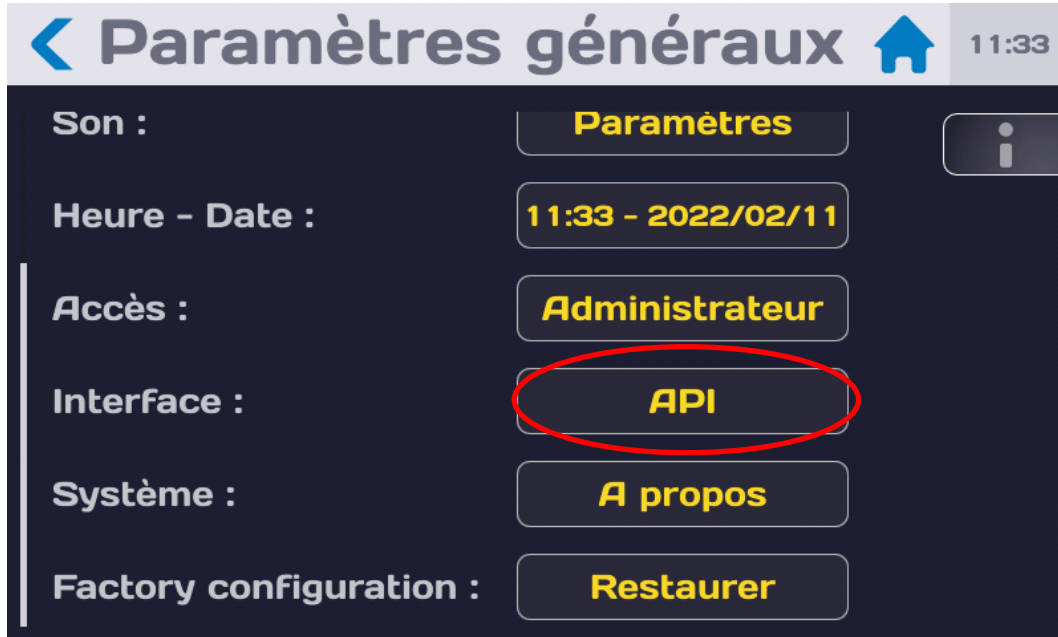 Paramètres généraux 11:33
Son : Paramètres
Heure - Date : 11:33 - 2022/02/11
Accès : Administrateur
Interface : API
Système : A propos
Factory configuration : Restaurer